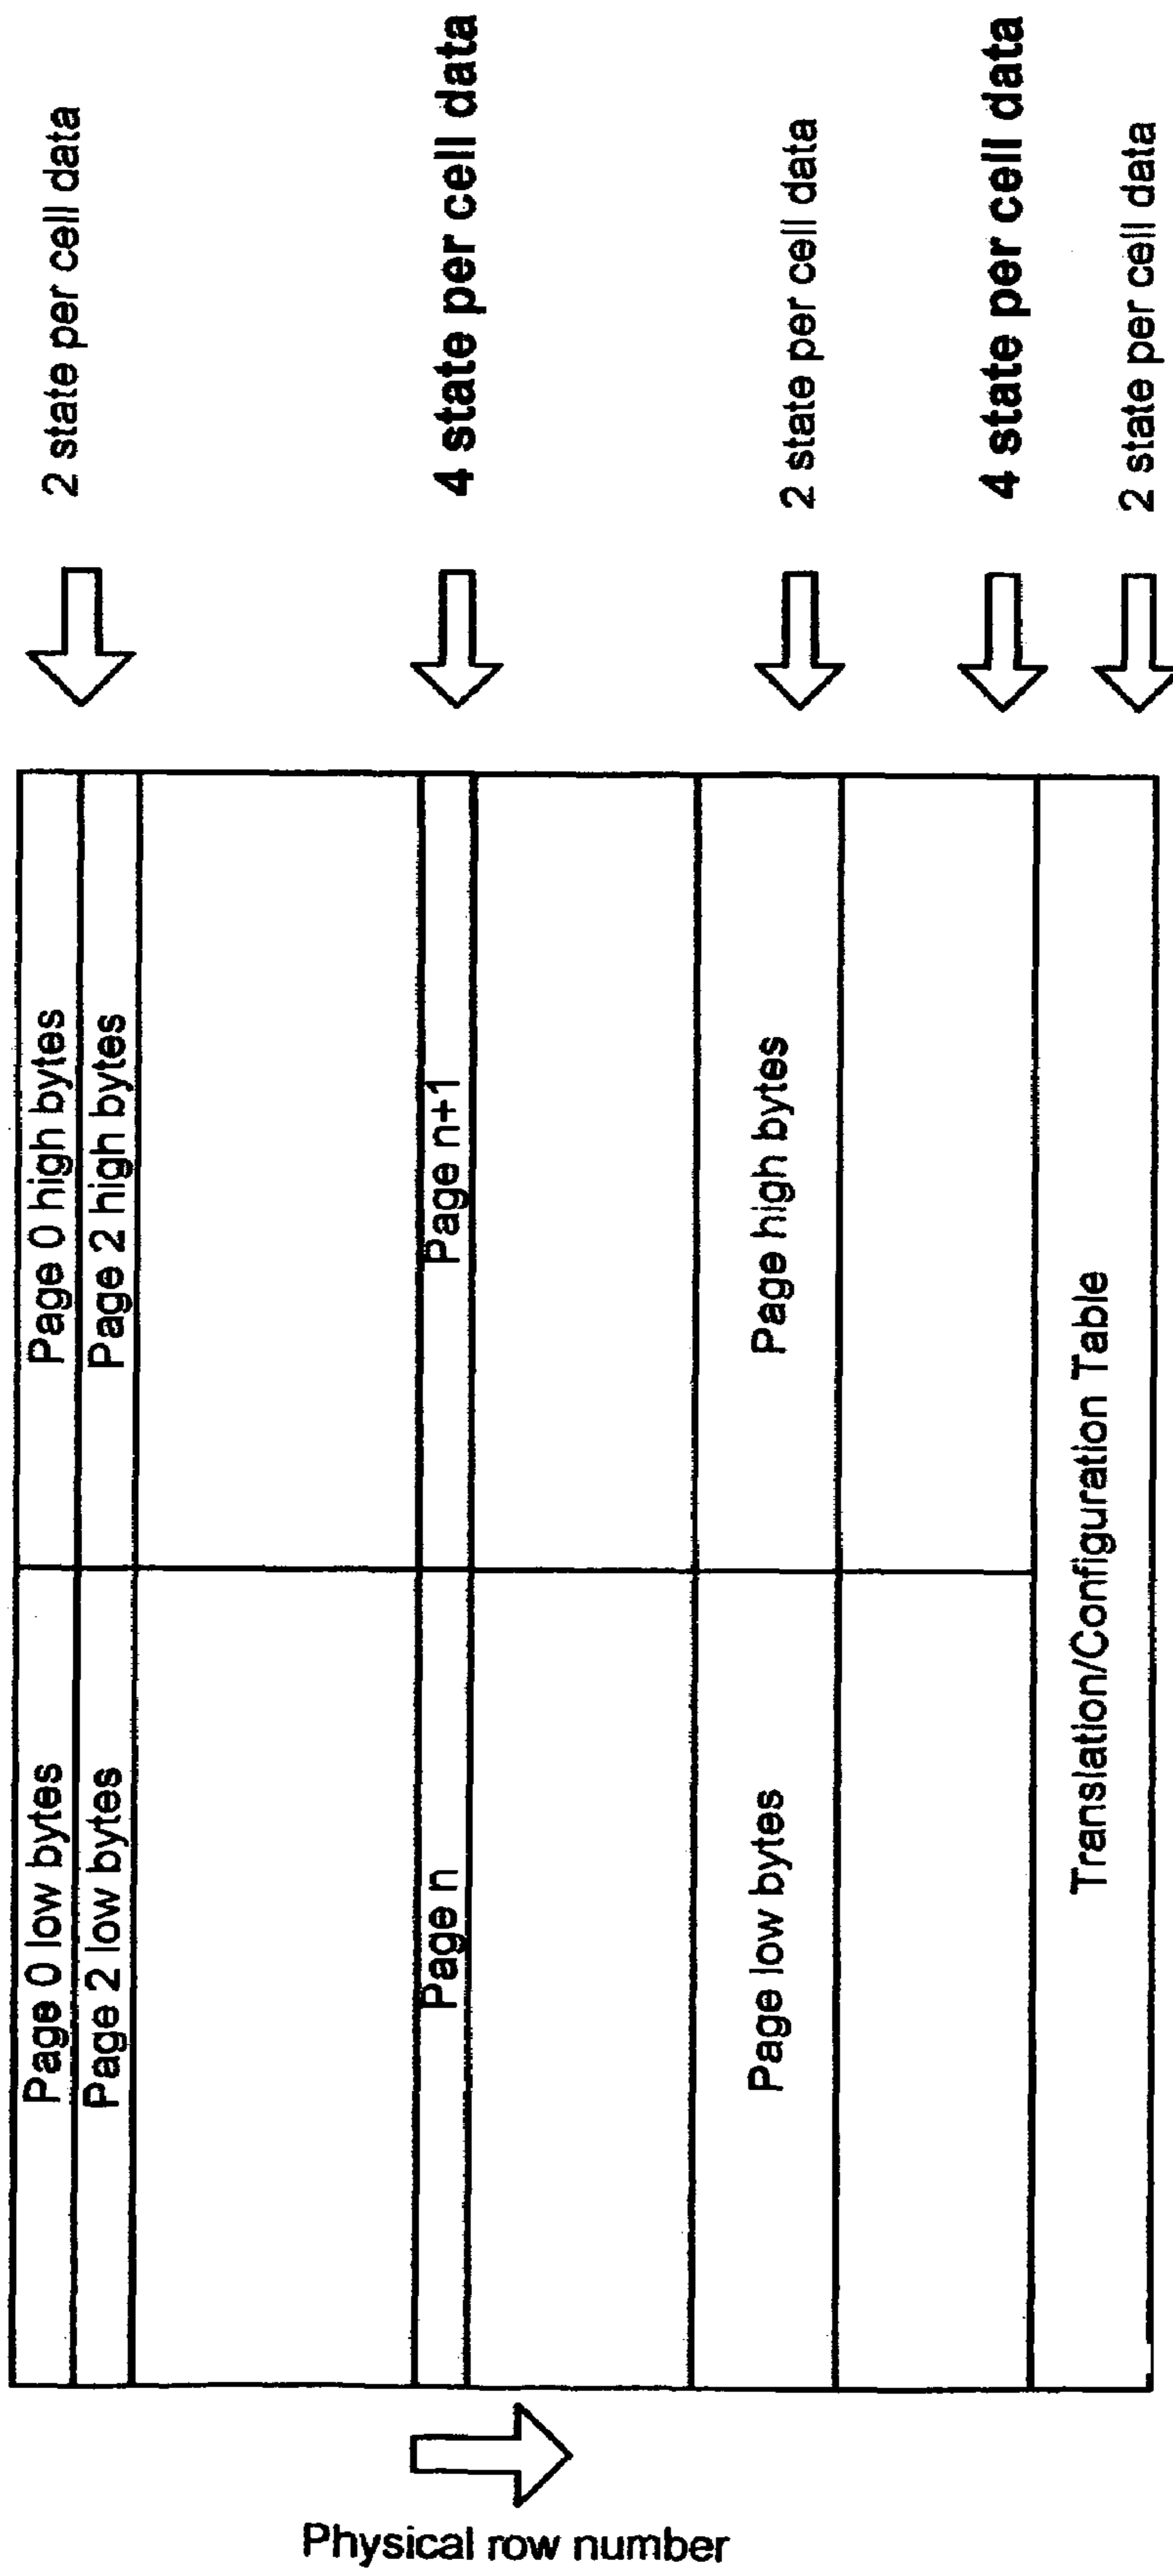 Page 0 low bytes
Page 0 high bytes
2 state per cell data
Page 2 low bytes
Page 2 high bytes
Page n
Page n+1
4 state per cell data
Page low bytes
Page high bytes
2 state per cell data
4 state per cell data
Translation/Configuration Table
2 state per cell data
Physical row number